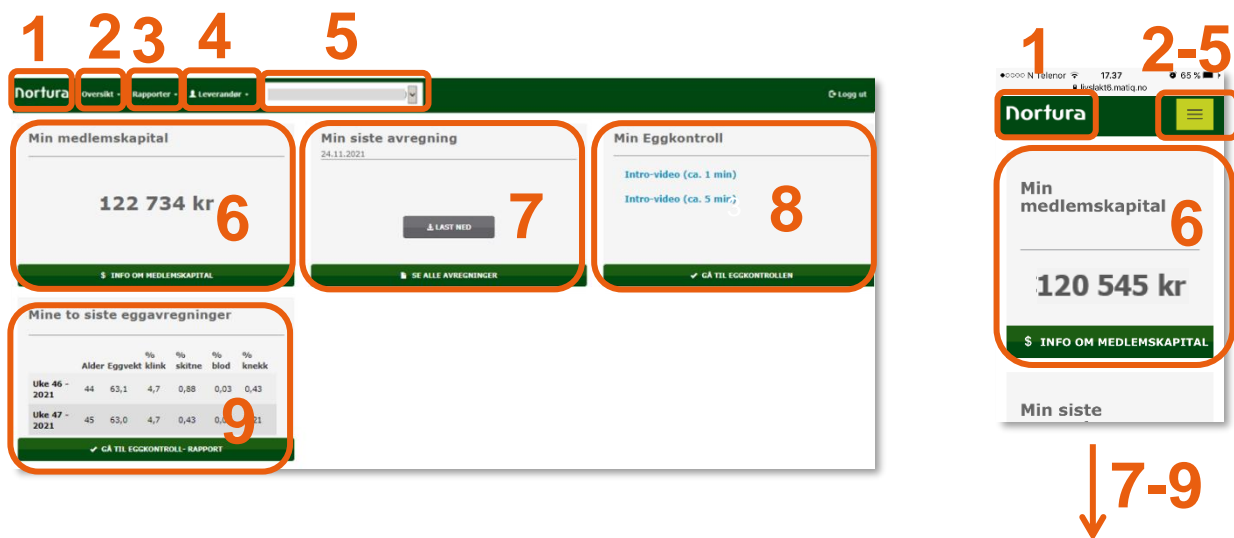 1 2 3 4 5
Nortura Oversikt Rapporter Leverandør Logg ut
Min medlemskapital
122 734 kr
6
$ INFO OM MEDLEMSKAPITAL
Min siste avregning
24.11.2021
LAST NED
7
SE ALLE AVREGNINGER
Min Eggkontroll
Intro-video (ca. 1 min)
Intro-video (ca. 5 min)
3
8
GÅ TIL EGGKONTROLLEN
Mine to siste eggavregninger
% % % %
Alder Eggvekt klink skitne blod knekk
Uke 46 -
2021 44 63,1 4,7 0,88 0,03 0,43
Uke 47 -
2021 45 63,0 4,7 0,43
9
GÅ TIL EGGKONTROLL- RAPPORT
1 2-5
N Telenor 17.37 65 %
livslakt6.matiq.no
Nortura
Min
medlemskapital
6
120 545 kr
$ INFO OM MEDLEMSKAPITAL
Min siste
7-9